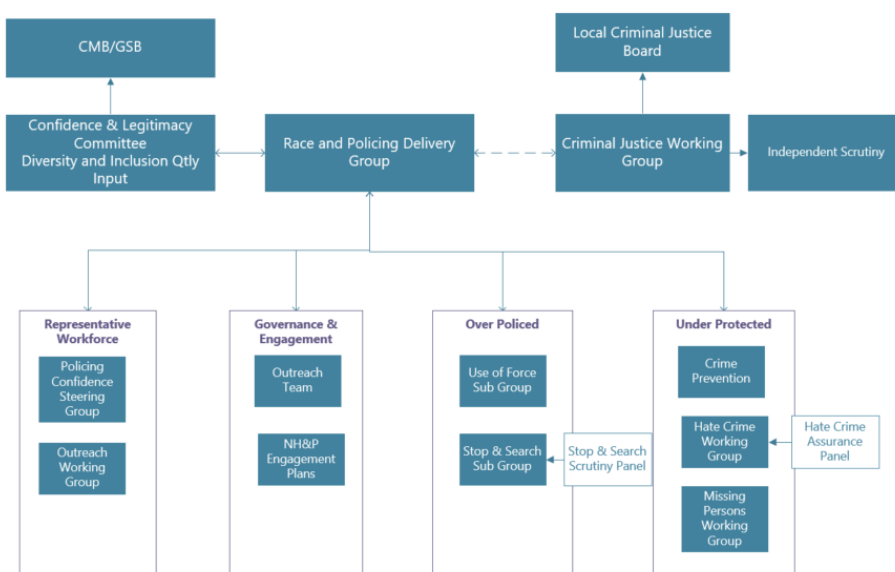 CMB/GSB
Local Criminal Justice
Board
Confidence & Legitimacy
Committee
Diversity and Inclusion Qtly
Input
Race and Policing Delivery
Group
Criminal Justice Working
Group
Independent Scrutiny
Representative
Workforce
Policing
Confidence
Steering
Group
Outreach
Working
Group
Governance &
Engagement
Outreach
Team
NH&P
Engagement
Plans
Over Policed
Use of Force
Sub Group
Stop & Search
Sub Group
Stop & Search
Scrutiny Panel
Under Protected
Crime
Prevention
Hate Crime
Working
Group
Hate Crime
Assurance
Panel
Missing
Persons
Working
Group